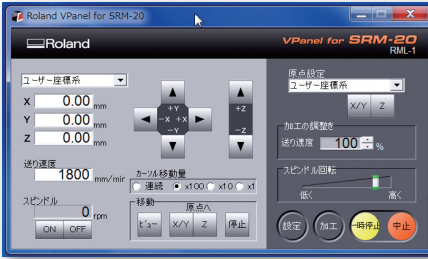 Roland VPanel for SRM-20
Roland
VPanel for SRM-20
RML-1
ユーザー座標系
X 0.00 mm
Y 0.00 mm
Z 0.00 mm
+Y
-X +X
-Y
+Z
-Z
送り速度
1800 mm/min
スピンドル
0 rpm
ON OFF
カーソル移動量
連続 x100 x10 x1
移動
原点へ
ビュー X/Y Z 停止
原点設定
ユーザー座標系
X/Y Z
加工の調整を
送り速度 100 %
スピンドル回転
低く 高く
設定 加工 一時停止 中止